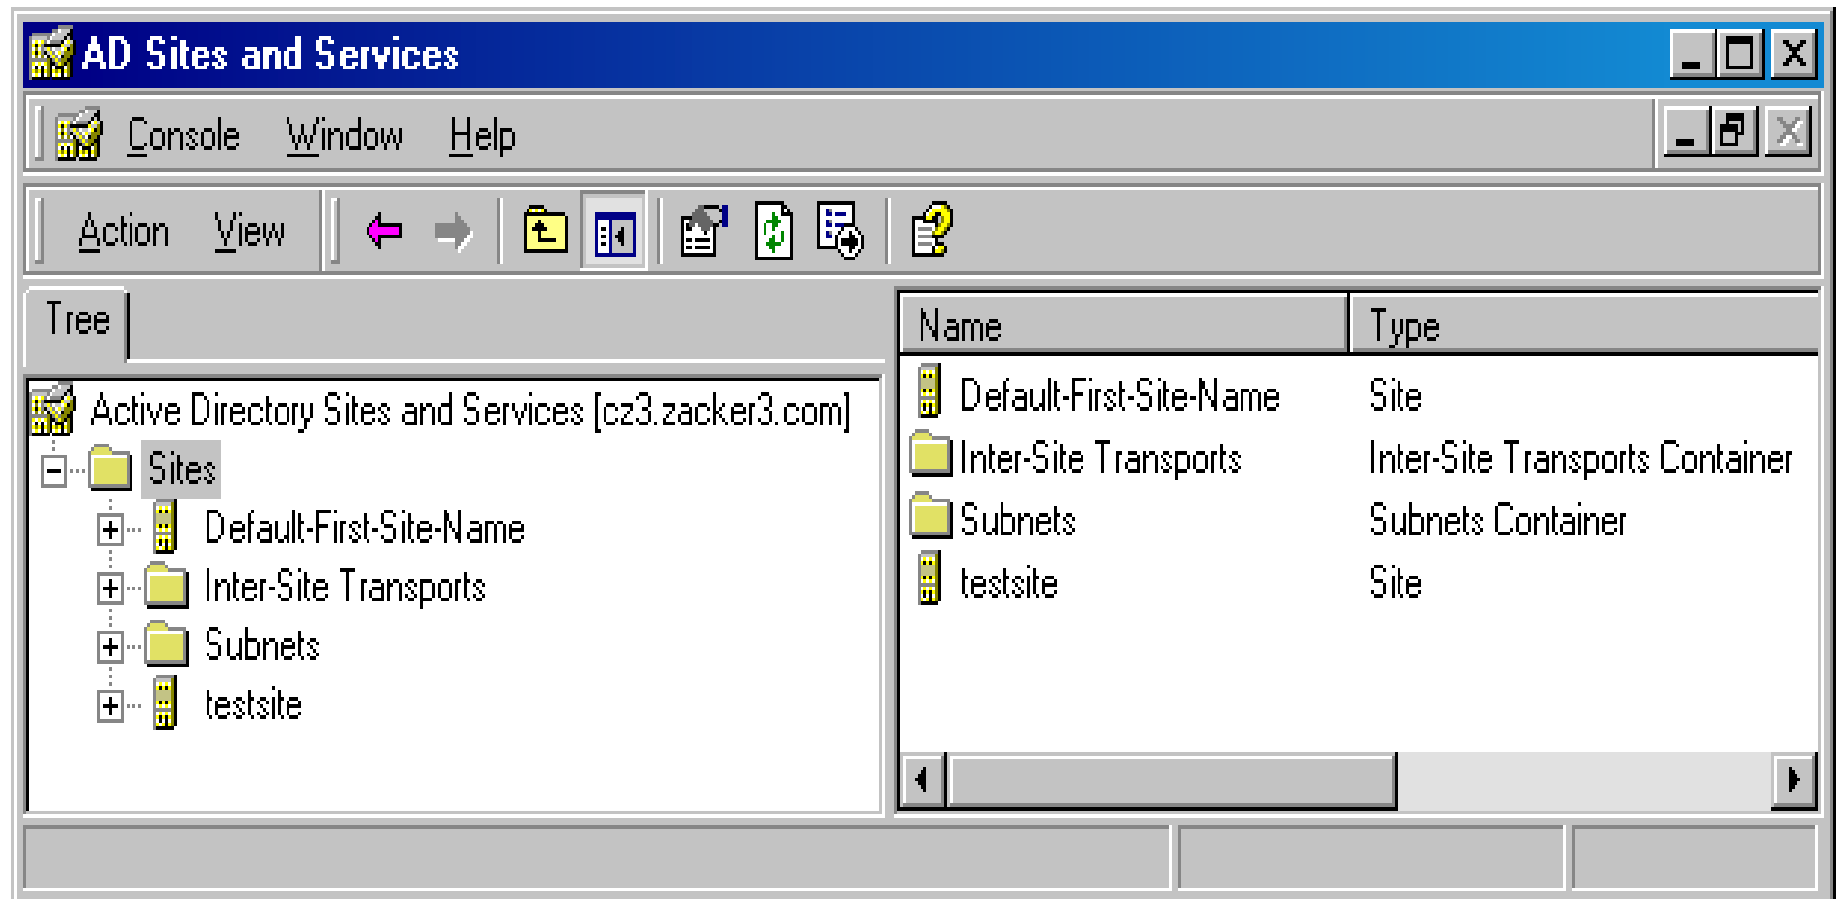 AD Sites and Services
Console Window Help
Action View
Tree
Active Directory Sites and Services [cz3.zacker3.com]
Sites
Default-First-Site-Name
Inter-Site Transports
Subnets
testsite
Name Type
Default-First-Site-Name Site
Inter-Site Transports Inter-Site Transports Container
Subnets Subnets Container
testsite Site